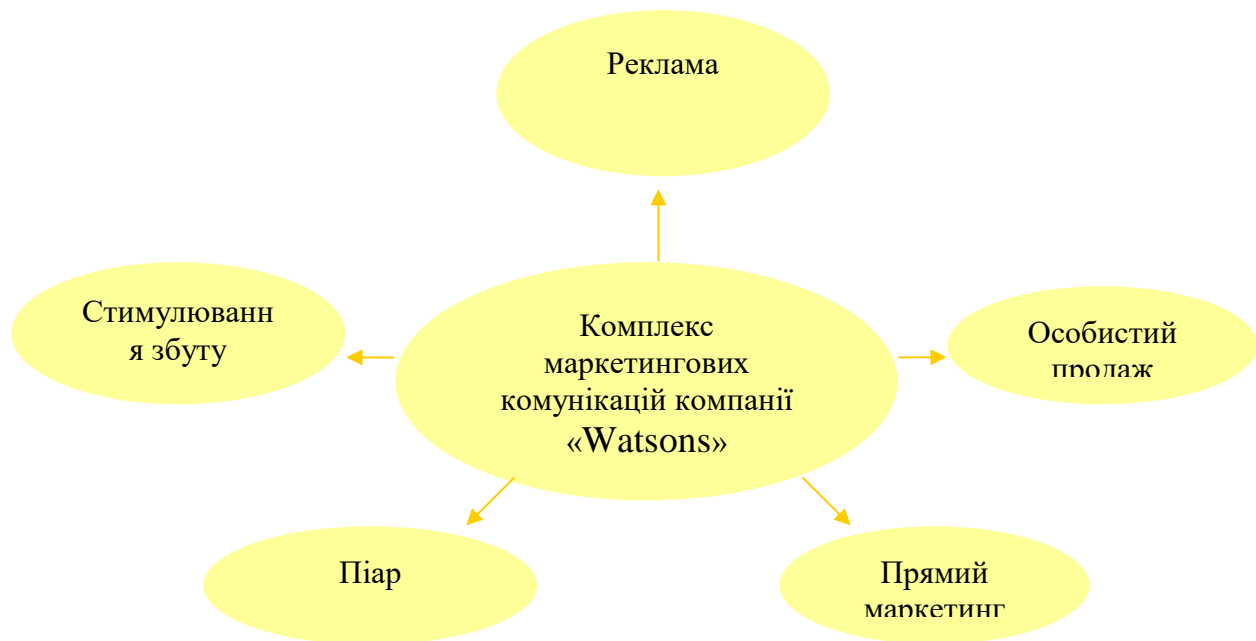 Реклама
Стимулюванн
я збуту
Комплекс
маркетингових
комунікацій компанії
«Watsons»
Особистий
продаж
Піар
Прямий
маркетинг